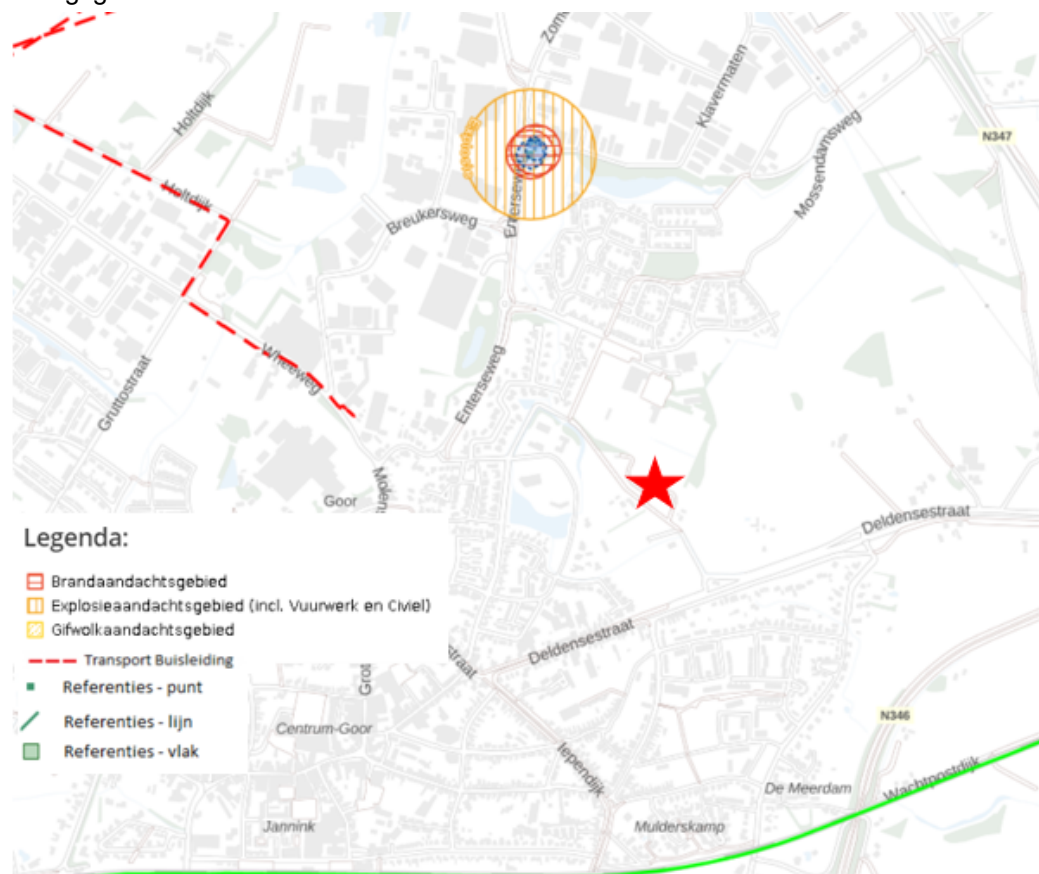 Zom
Klavermaten
Holtdijk
N347
Mossendamsweg
Holtdijk
Enterseweg
Breukersweg
Wheeweg
Gruttostraat
Enterseweg
Molens
Goor
Deldensestraat
Legenda:
Brandaandachtsgebied
Explosieaandachtsgebied (incl. Vuurwerk en Civiel)
Gifwolkaandachtsgebied
Transport Buisleiding
Referenties - punt
Referenties - lijn
Referenties - vlak
Deldensestraat
straat
Grot
Centrum-Goor
N346
Iependijk
Wachtpostdijk
De Meerdam
Jannink
Mulderskamp